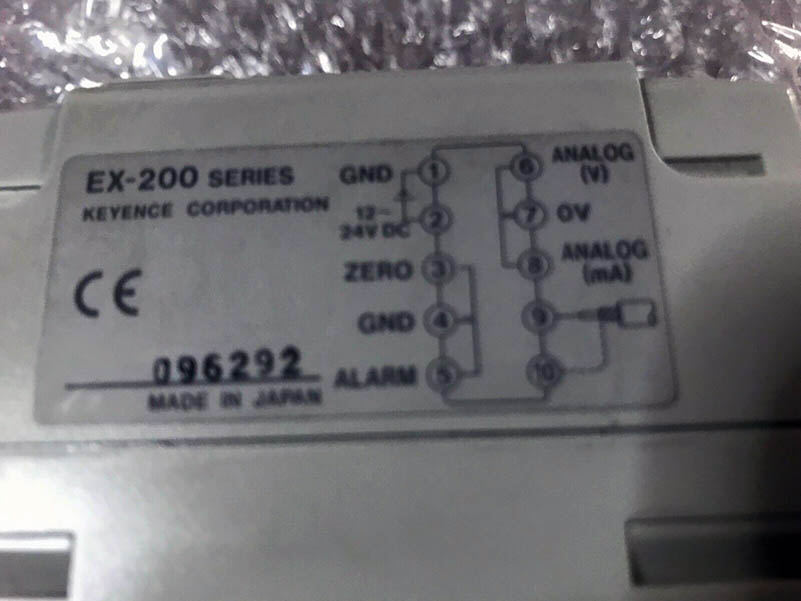 EX-200 SERIES
KEYENCE CORPORATION
CE
096292
MADE IN JAPAN
GND 1
12-
24V DC 2
ZERO 3
GND 4
ALARM 5
6 ANALOG
(V)
7 0V
8 ANALOG
(mA)
9
10